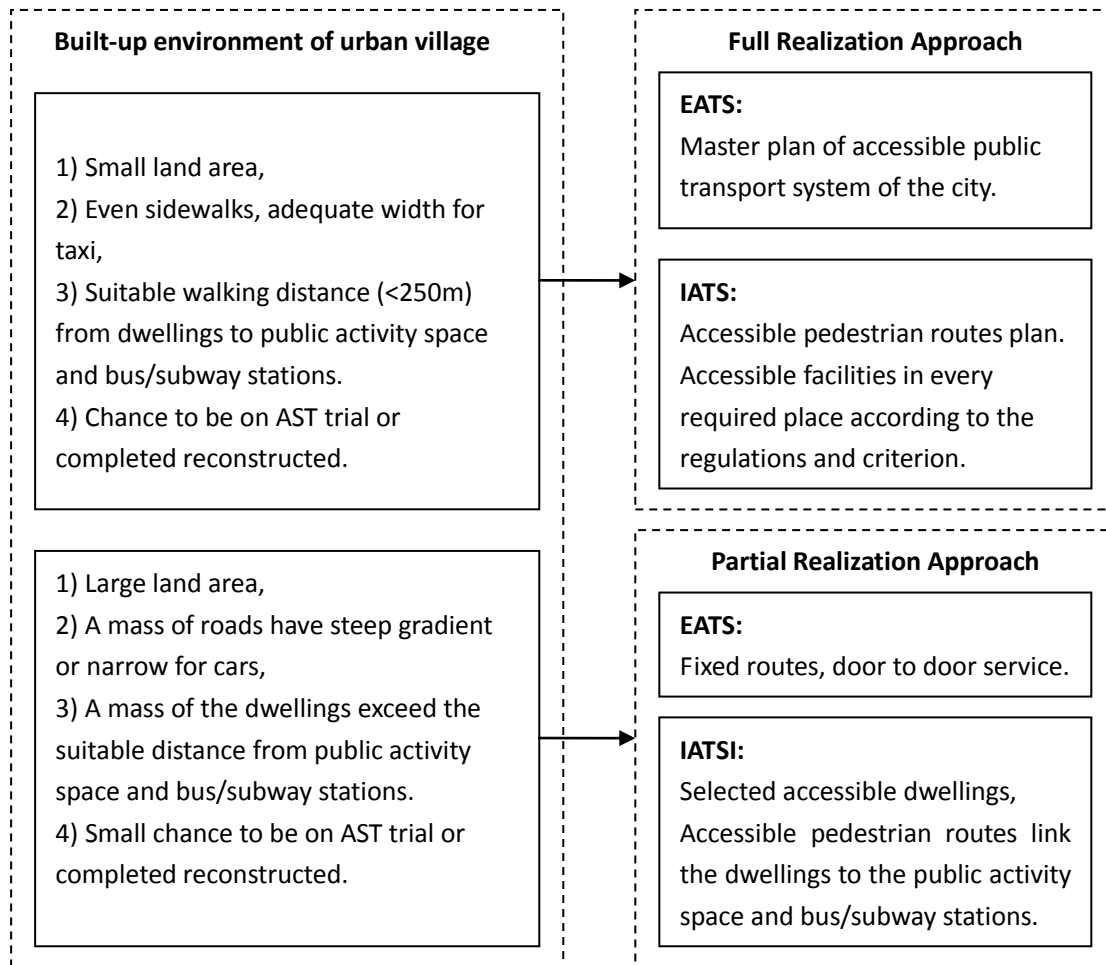 Built-up environment of urban village
1) Small land area,
2) Even sidewalks, adequate width for
taxi,
3) Suitable walking distance (<250m)
from dwellings to public activity space
and bus/subway stations.
4) Chance to be on AST trial or
completed reconstructed.
1) Large land area,
2) A mass of roads have steep gradient
or narrow for cars,
3) A mass of the dwellings exceed the
suitable distance from public activity
space and bus/subway stations.
4) Small chance to be on AST trial or
completed reconstructed.
Full Realization Approach
EATS:
Master plan of accessible public
transport system of the city.
IATS:
Accessible pedestrian routes plan.
Accessible facilities in every
required place according to the
regulations and criterion.
Partial Realization Approach
EATS:
Fixed routes, door to door service.
IATSI:
Selected accessible dwellings,
Accessible pedestrian routes link
the dwellings to the public activity
space and bus/subway stations.